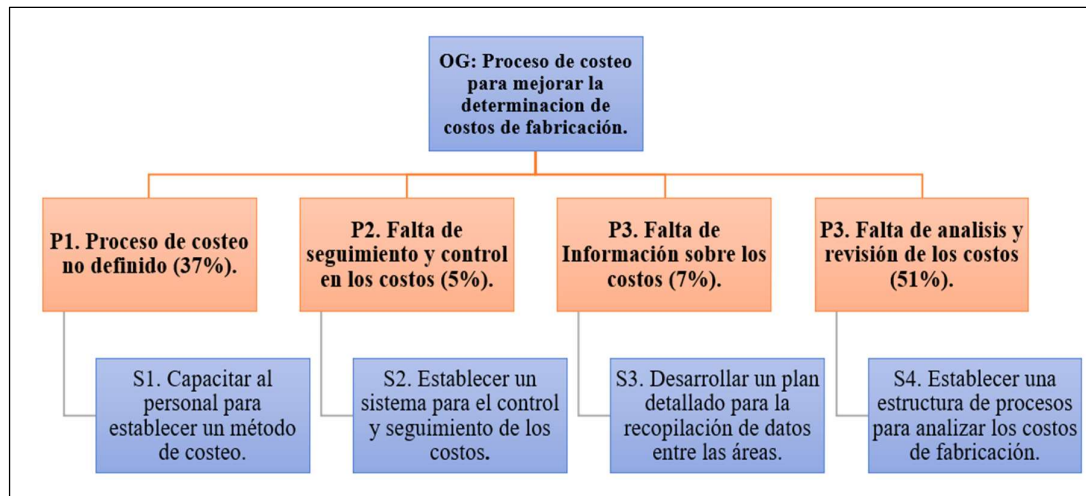 OG: Proceso de costeo
para mejorar la
determinacion de
costos de fabricación.
P1. Proceso de costeo
no definido (37%).
P2. Falta de
seguimiento y control
en los costos (5%).
P3. Falta de
Información sobre los
costos (7%).
P3. Falta de analisis y
revisión de los costos
(51%).
S1. Capacitar al
personal para
establecer un método
de costeo.
S2. Establecer un
sistema para el control
y seguimiento de los
costos.
S3. Desarrollar un plan
detallado para la
recopilación de datos
entre las áreas.
S4. Establecer una
estructura de procesos
para analizar los costos
de fabricación.